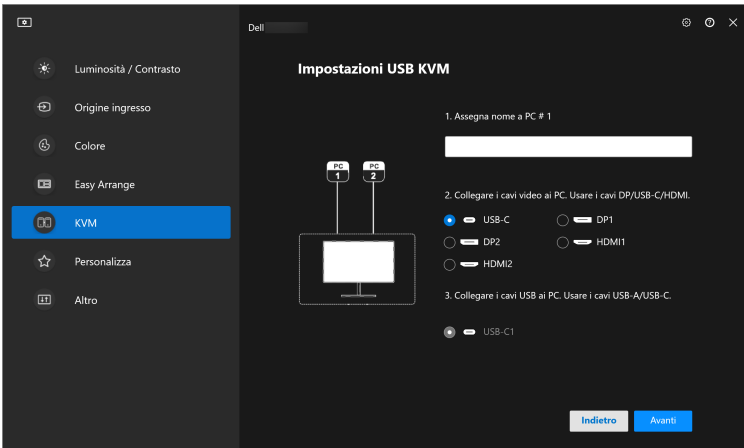 Dell
Luminosità / Contrasto
Origine ingresso
Colore
Easy Arrange
KVM
Personalizza
Altro
Impostazioni USB KVM
1. Assegna nome a PC # 1
PC 1
PC 2
2. Collegare i cavi video ai PC. Usare i cavi DP/USB-C/HDMI.
USB-C
DP1
DP2
HDMI1
HDMI2
3. Collegare i cavi USB ai PC. Usare i cavi USB-A/USB-C.
USB-C1
Indietro
Avanti